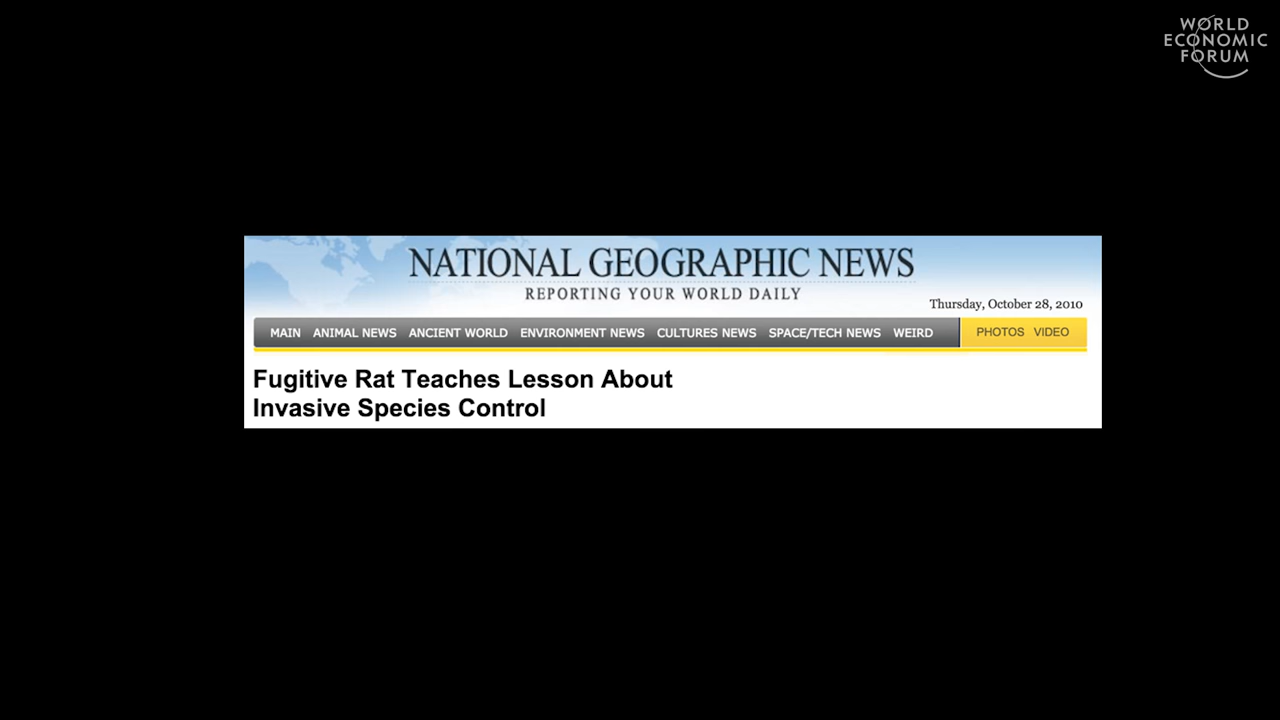 WORLD
ECONOMIC
FORUM
NATIONAL GEOGRAPHIC NEWS
REPORTING YOUR WORLD DAILY
Thursday, October 28, 2010
MAIN ANIMAL NEWS ANCIENT WORLD ENVIRONMENT NEWS CULTURES NEWS SPACE/TECH NEWS WEIRD PHOTOS VIDEO
Fugitive Rat Teaches Lesson About
Invasive Species Control